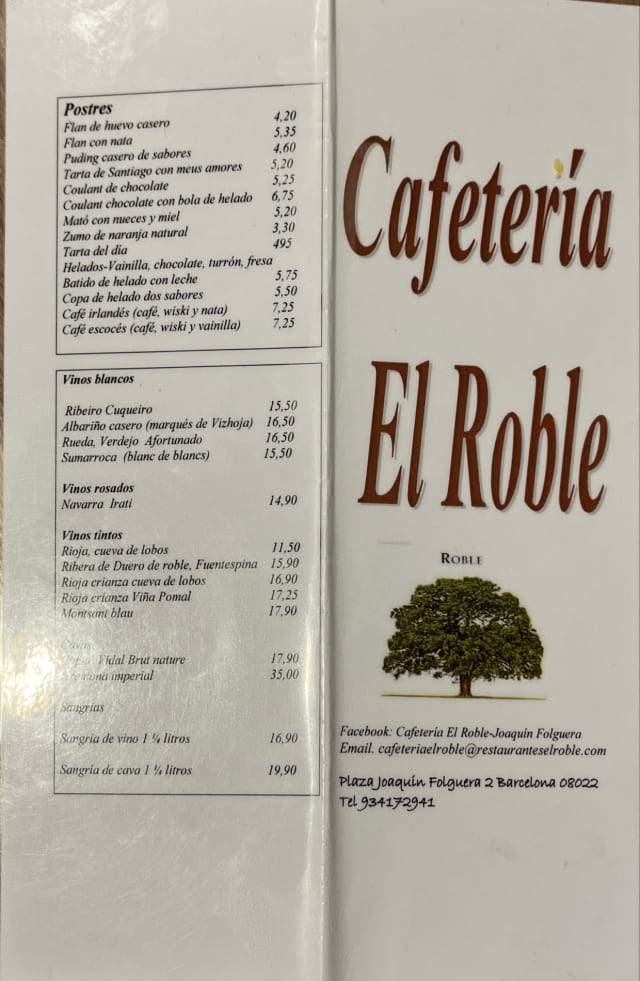 Postres
Flan de huevo casero 4,20
Flan con nata 5,35
Puding casero de sabores 4,60
Tarta de Santiago con meus amores 5,20
Coulant de chocolate 5,25
Coulant chocolate con bola de helado 6,75
Mató con nueces y miel 5,20
Zumo de naranja natural 3,30
Tarta del dia 495
Helados-Vainilla, chocolate, turrón, fresa
Batido de helado con leche 5,75
Copa de helado dos sabores 5,50
Café irlandés (café, wiski y nata) 7,25
Café escocés (café, wiski y vainilla) 7,25
Vinos blancos
Ribeiro Cuqueiro 15,50
Albariño casero (marqués de Vizhoja) 16,50
Rueda, Verdejo Afortunado 16,50
Sumarroca (blanc de blancs) 15,50
Vinos rosados
Navarra Irati 14,90
Vinos tintos
Rioja, cueva de lobos 11,50
Ribera de Duero de roble, Fuentespina 15,90
Rioja crianza cueva de lobos 16,90
Rioja crianza Viña Pomal 17,25
Montsant blau 17,90
Cavas
Vidal Brut nature 17,90
imperial 35,00
Sangrias
Sangría de vino 1 ¼ litros 16,90
Sangría de cava 1 ¼ litros 19,90
Cafetería
El Roble
ROBLE
Facebook: Cafetería El Roble-Joaquín Folguera
Email. cafeteriaelroble@restauranteselroble.com
Plaza Joaquín Folguera 2 Barcelona 08022
Tel 934172941